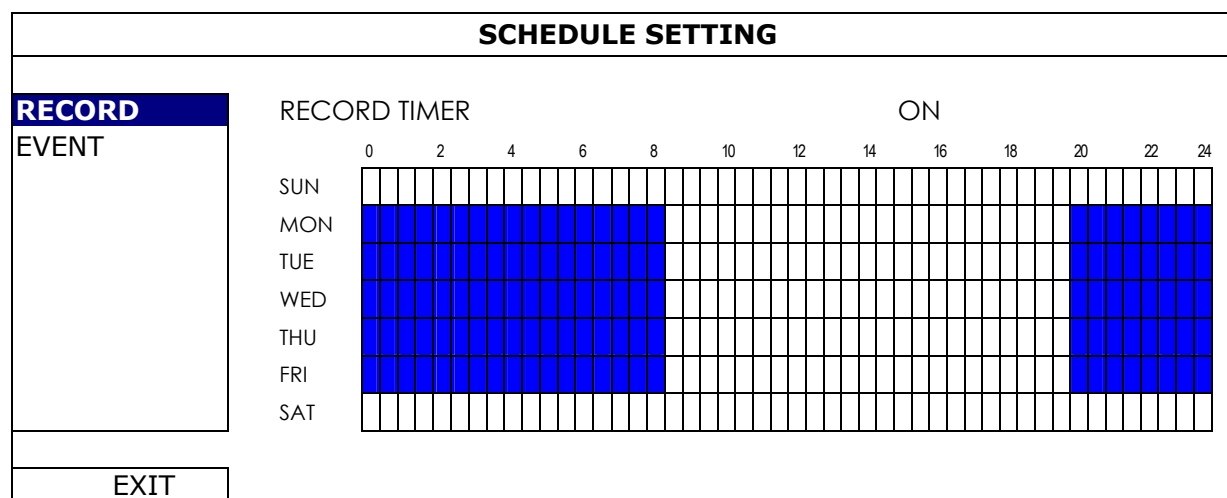 SCHEDULE SETTING
RECORD
EVENT
RECORD TIMER ON
0 2 4 6 8 10 12 14 16 18 20 22 24
SUN
MON
TUE
WED
THU
FRI
SAT
EXIT